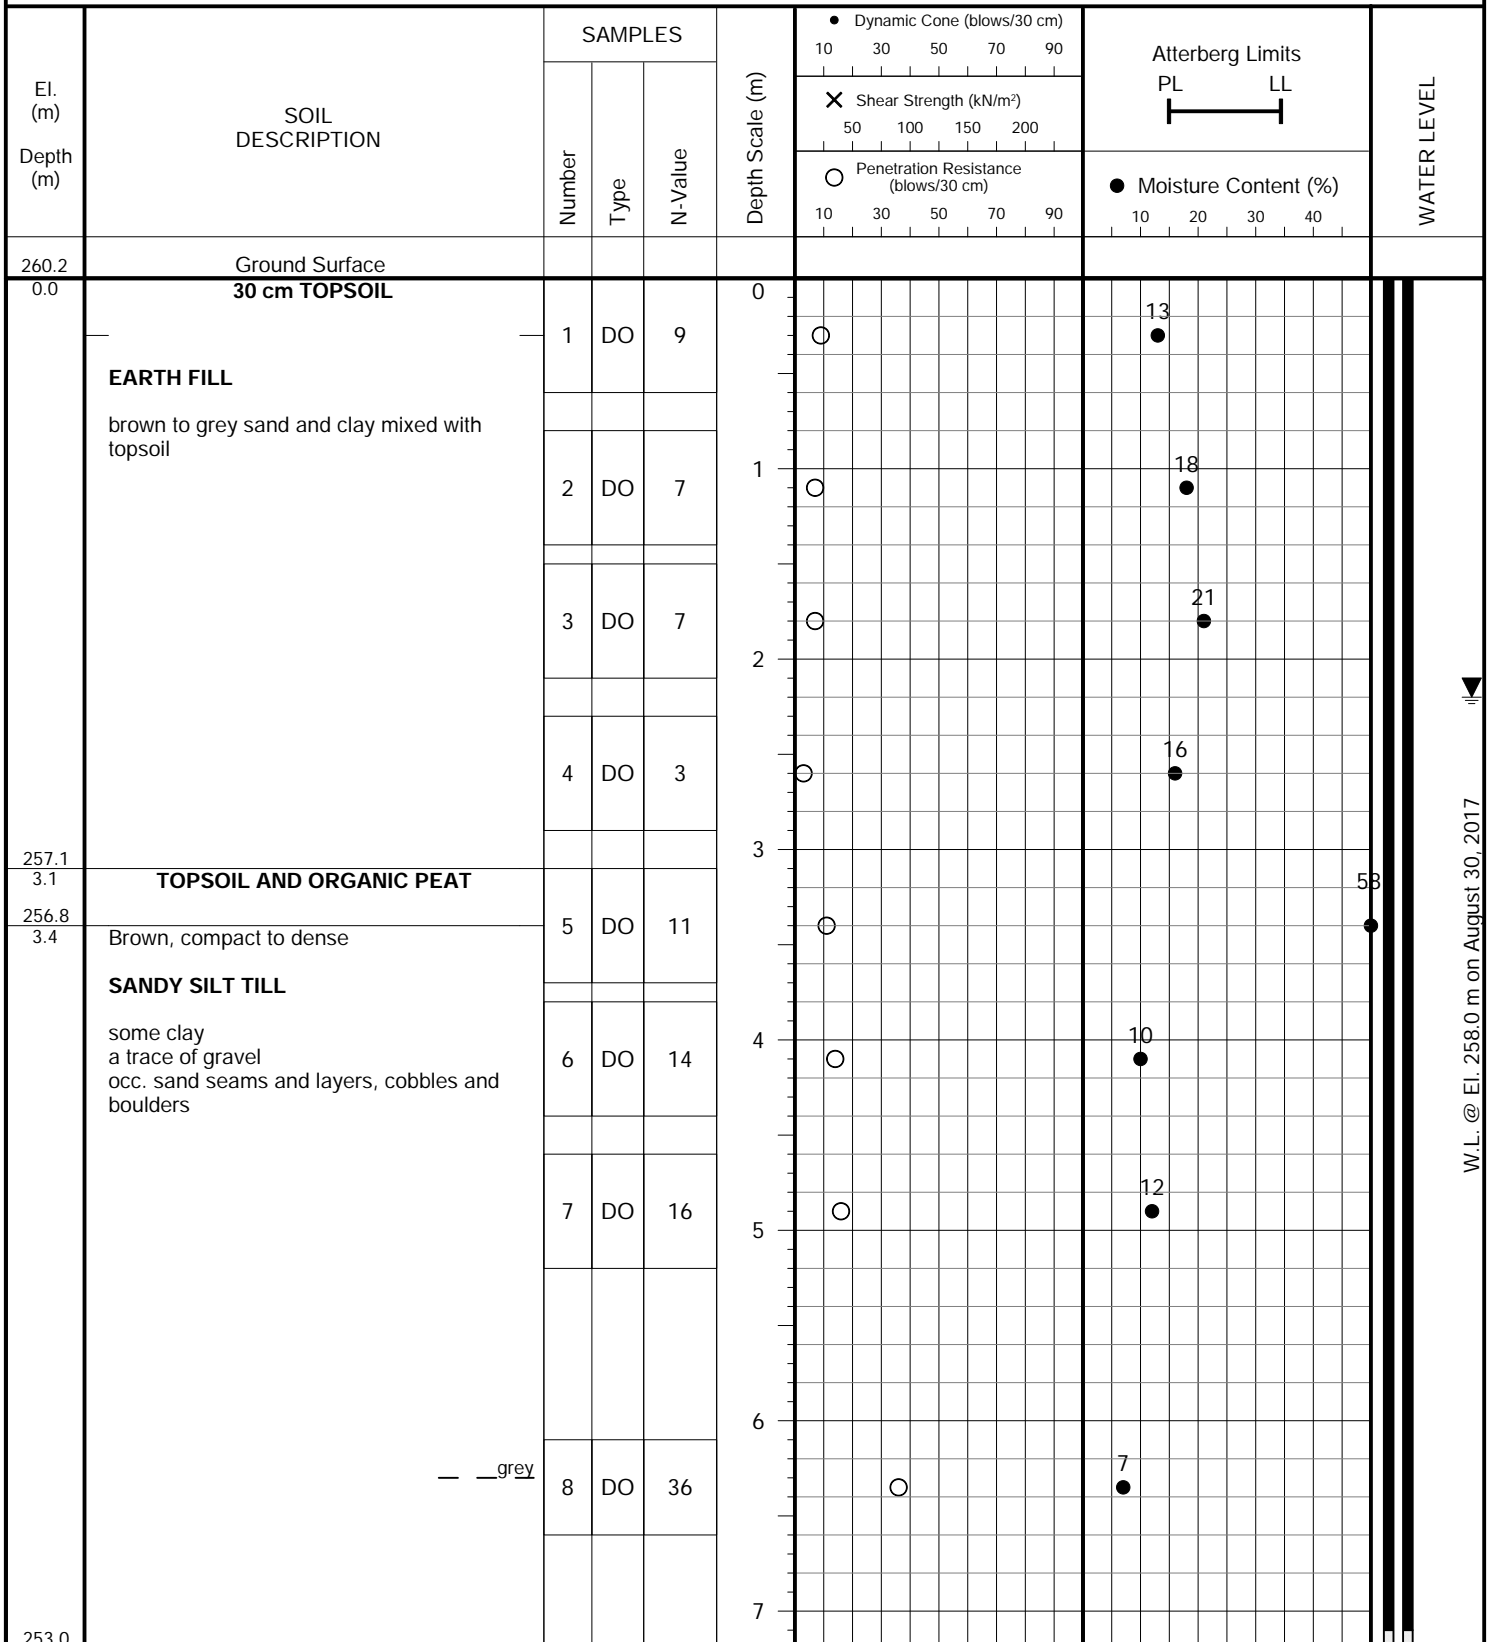 El.
(m)
Depth
(m)
SOIL
DESCRIPTION
SAMPLES
Number
Type
N-Value
Depth Scale (m)
Dynamic Cone (blows/30 cm)
10 30 50 70 90
Shear Strength (kN/m²)
50 100 150 200
Penetration Resistance
(blows/30 cm)
10 30 50 70 90
Atterberg Limits
PL LL
Moisture Content (%)
10 20 30 40
WATER LEVEL
260.2 Ground Surface
0.0 30 cm TOPSOIL 0
13
1 DO 9
EARTH FILL
brown to grey sand and clay mixed with
topsoil
18
1
2 DO 7
21
3 DO 7
2
16
4 DO 3
3
257.1
3.1 TOPSOIL AND ORGANIC PEAT 58
256.8
5 DO 11
3.4 Brown, compact to dense
SANDY SILT TILL
some clay
10
4
a trace of gravel
6 DO 14
occ. sand seams and layers, cobbles and
boulders
12
7 DO 16
5
6
7
grey
8 DO 36
7
253.0
W.L. @ El. 258.0 m on August 30, 2017